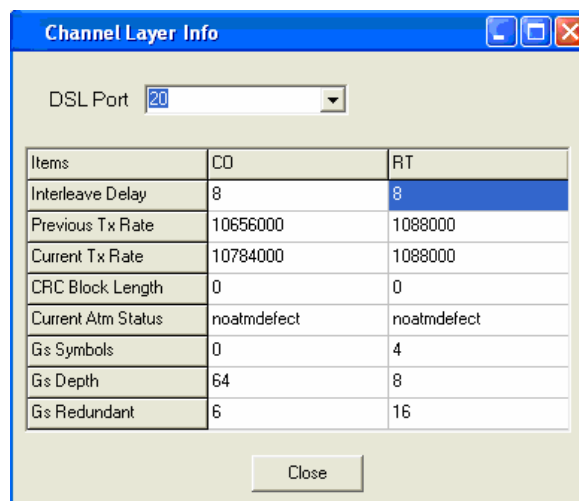 Channel Layer Info
DSL Port 20
Items CO RT
Interleave Delay 8 8
Previous Tx Rate 10656000 1088000
Current Tx Rate 10784000 1088000
CRC Block Length 0 0
Current Atm Status noatmdefect noatmdefect
Gs Symbols 0 4
Gs Depth 64 8
Gs Redundant 6 16
Close